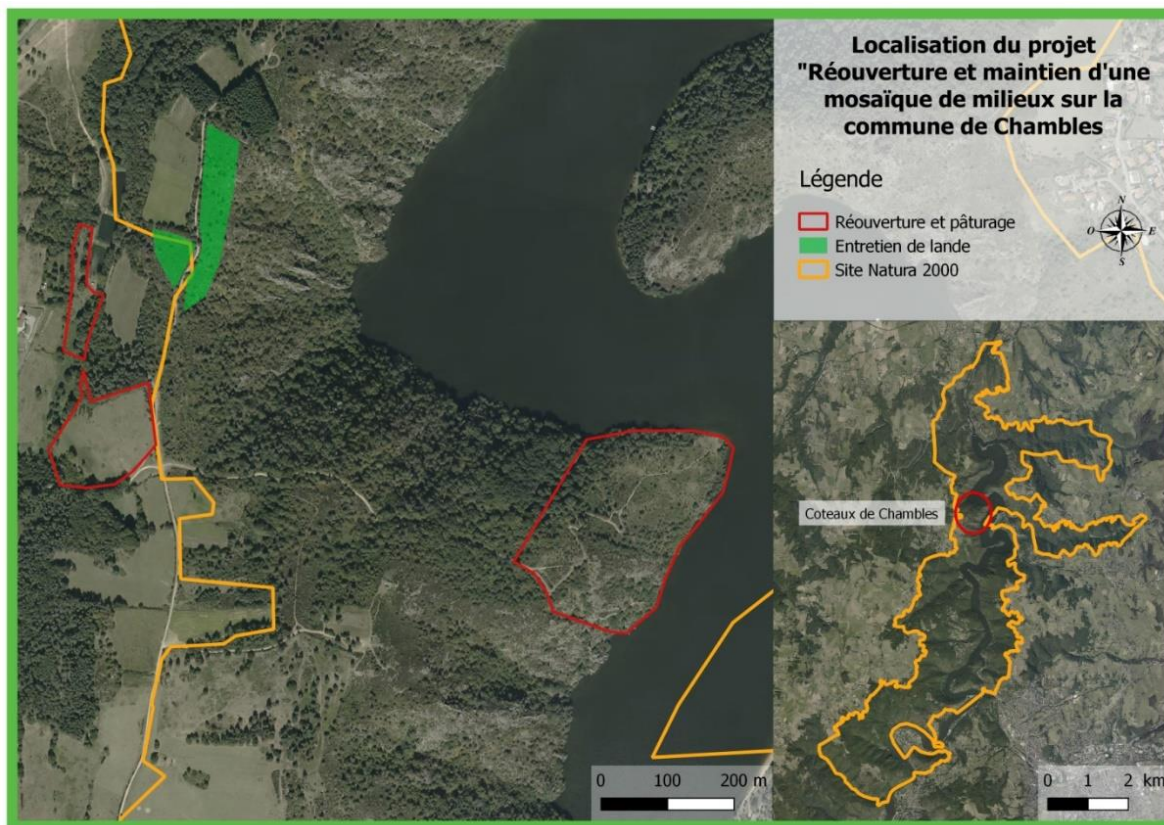 Localisation du projet
"Réouverture et maintien d'une
mosaïque de milieux sur la
commune de Chambles
Légende
Réouverture et pâturage
Entretien de lande
Site Natura 2000
N
O
E
S
Coteaux de Chambles
0 100 200 m
0 1 2 km